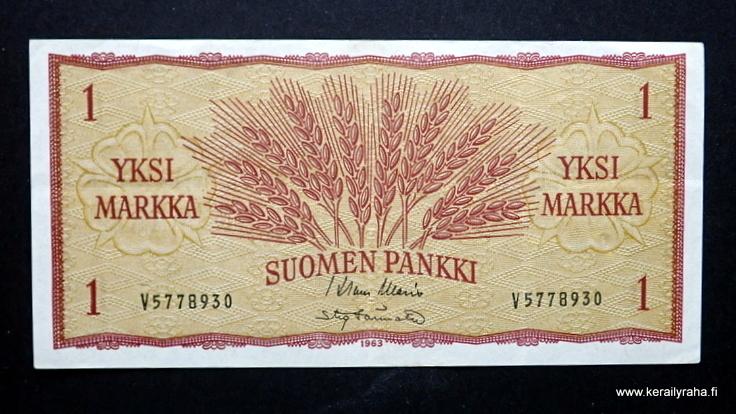 1 1
YKSI MARKKA
YKSI MARKKA
SUOMEN PANKKI
1 V5778930 V5778930 1
1963
www.kerailyraha.fi